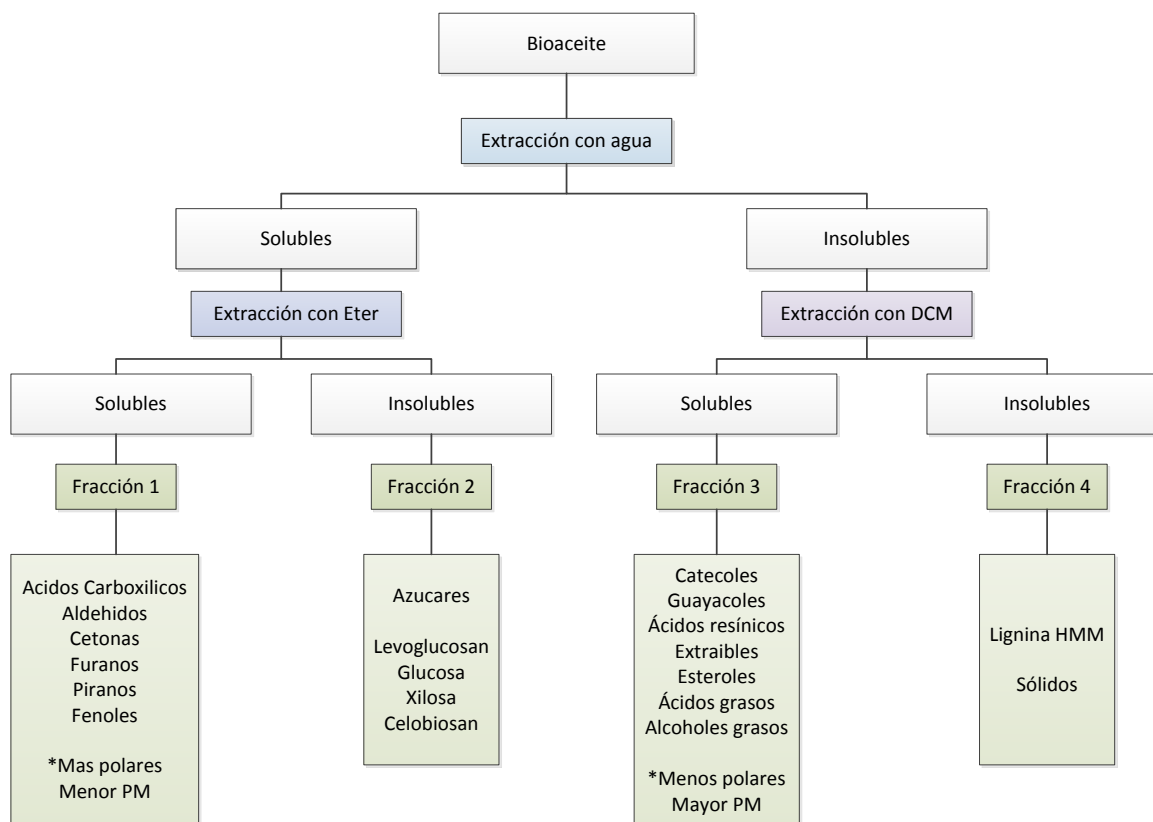 Bioaceite
Extracción con agua
Solubles
Insolubles
Extracción con Eter
Extracción con DCM
Solubles
Insolubles
Solubles
Insolubles
Fracción 1
Fracción 2
Fracción 3
Fracción 4
Acidos Carboxilicos
Aldehidos
Cetonas
Furanos
Piranos
Fenoles
*Mas polares
Menor PM
Azucares
Levoglucosan
Glucosa
Xilosa
Celobiosan
Catecoles
Guayacoles
Ácidos resínicos
Extraibles
Esteroles
Ácidos grasos
Alcoholes grasos
*Menos polares
Mayor PM
Lignina HMM
Sólidos